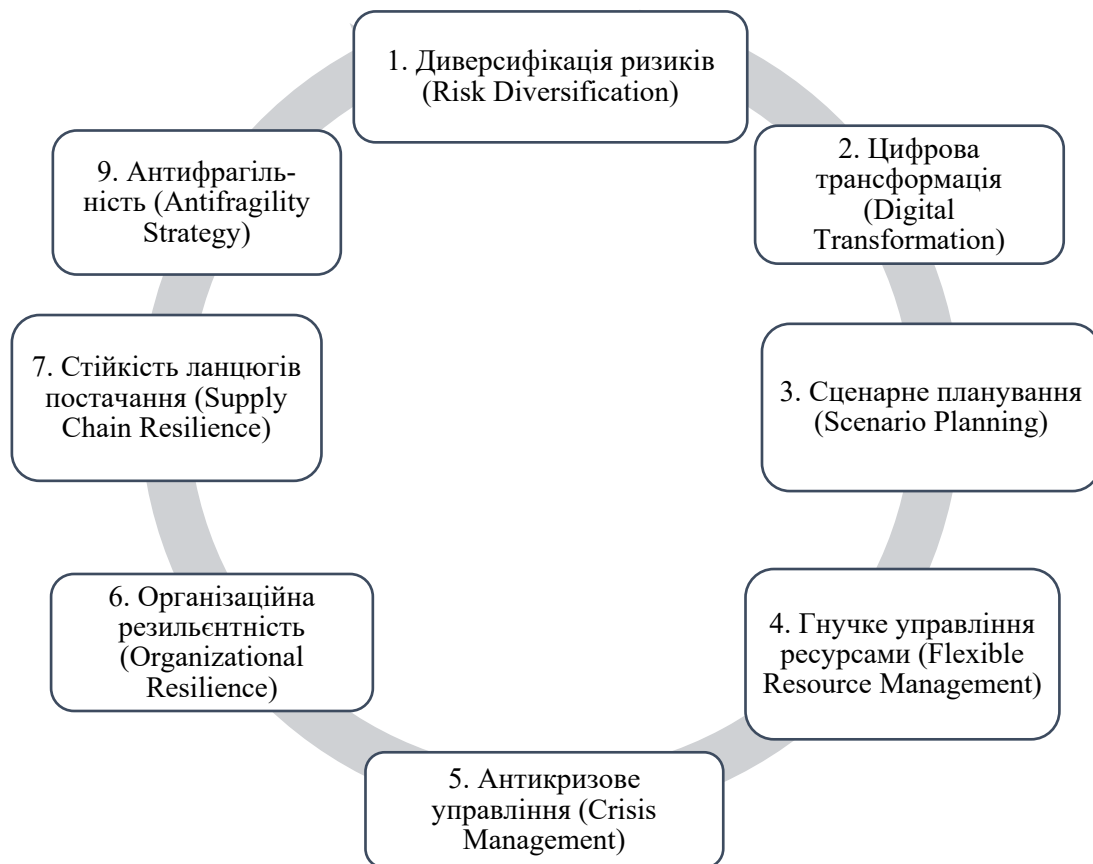 1. Диверсифікація ризиків
(Risk Diversification)
2. Цифрова
трансформація
(Digital
Transformation)
3. Сценарне планування
(Scenario Planning)
4. Гнучке управління
ресурсами (Flexible
Resource Management)
5. Антикризове
управління (Crisis
Management)
6. Організаційна
резильєнтність
(Organizational
Resilience)
7. Стійкість ланцюгів
постачання (Supply
Chain Resilience)
9. Антифрагіль-
ність (Antifragility
Strategy)